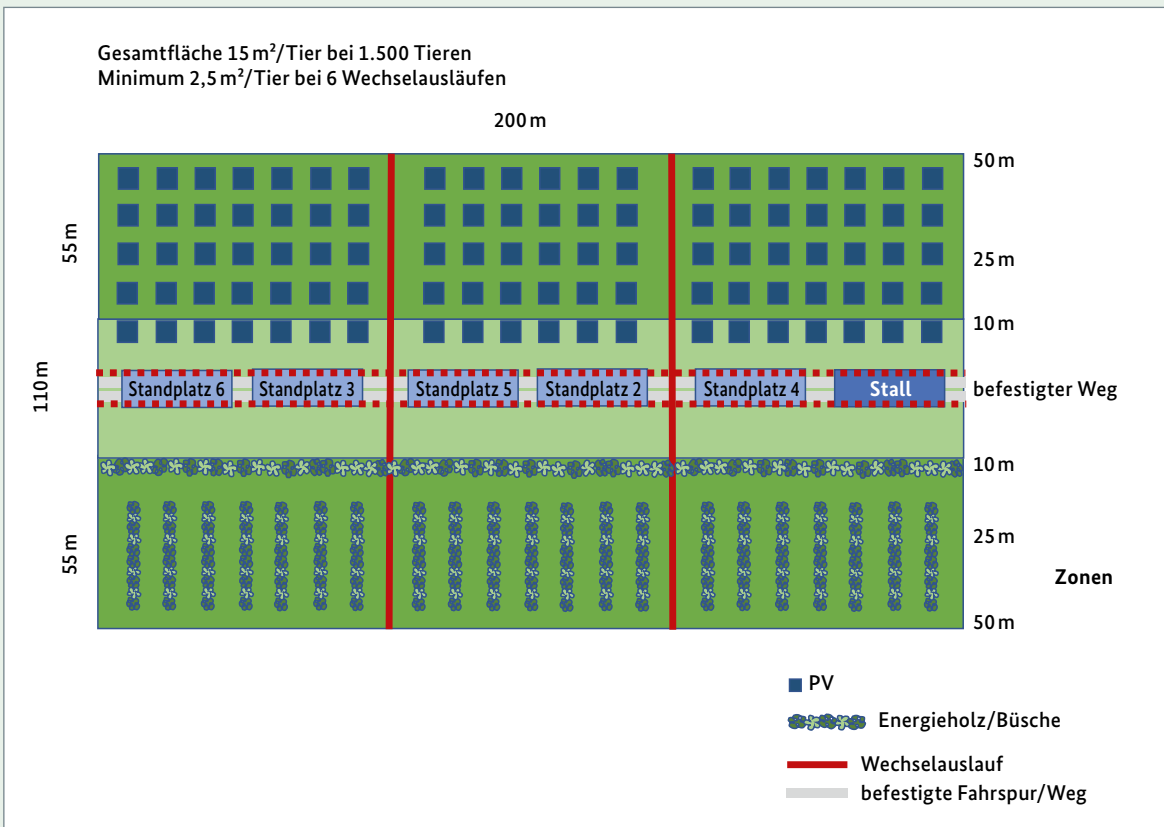 Gesamtfläche 15 m²/Tier bei 1.500 Tieren
Minimum 2,5 m²/Tier bei 6 Wechselausläufen
200 m
50 m
55 m
25 m
10 m
110 m
Standplatz 6
Standplatz 3
Standplatz 5
Standplatz 2
Standplatz 4
Stall
befestigter Weg
10 m
55 m
25 m
Zonen
50 m
PV
Energieholz/Büsche
Wechselauslauf
befestigte Fahrspur/Weg